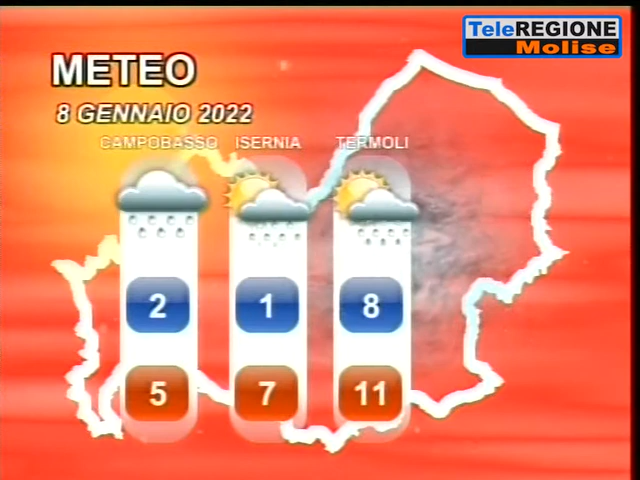 TeleREGIONE
Molise
METEO
8 GENNAIO 2022
CAMPOBASSO ISERNIA TERMOLI
2 1 8
5 7 11